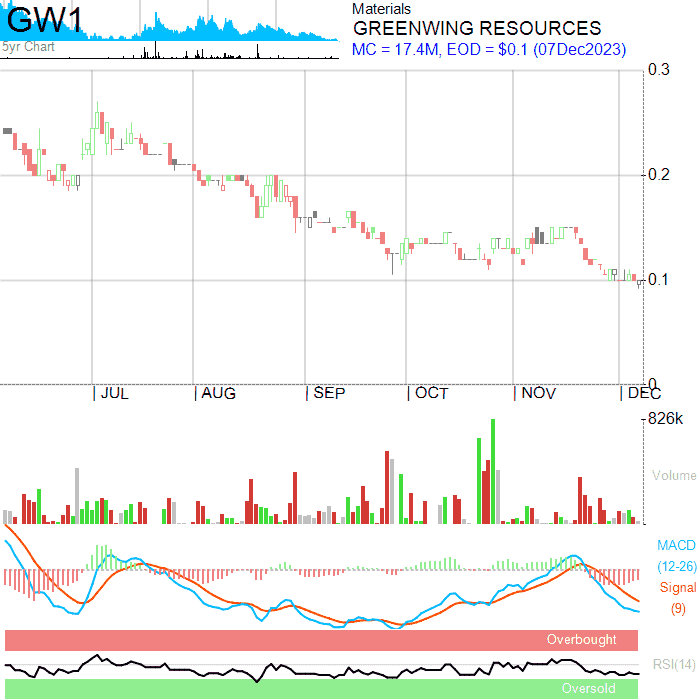 GW1
5yr Chart
Materials
GREENWING RESOURCES
MC = 17.4M, EOD = $0.1 (07Dec2023)
0.3
0.2
0.1
0
JUL AUG SEP OCT NOV DEC
826k
Volume
MACD
(12-26)
Signal
(9)
Overbought
RSI(14)
Oversold